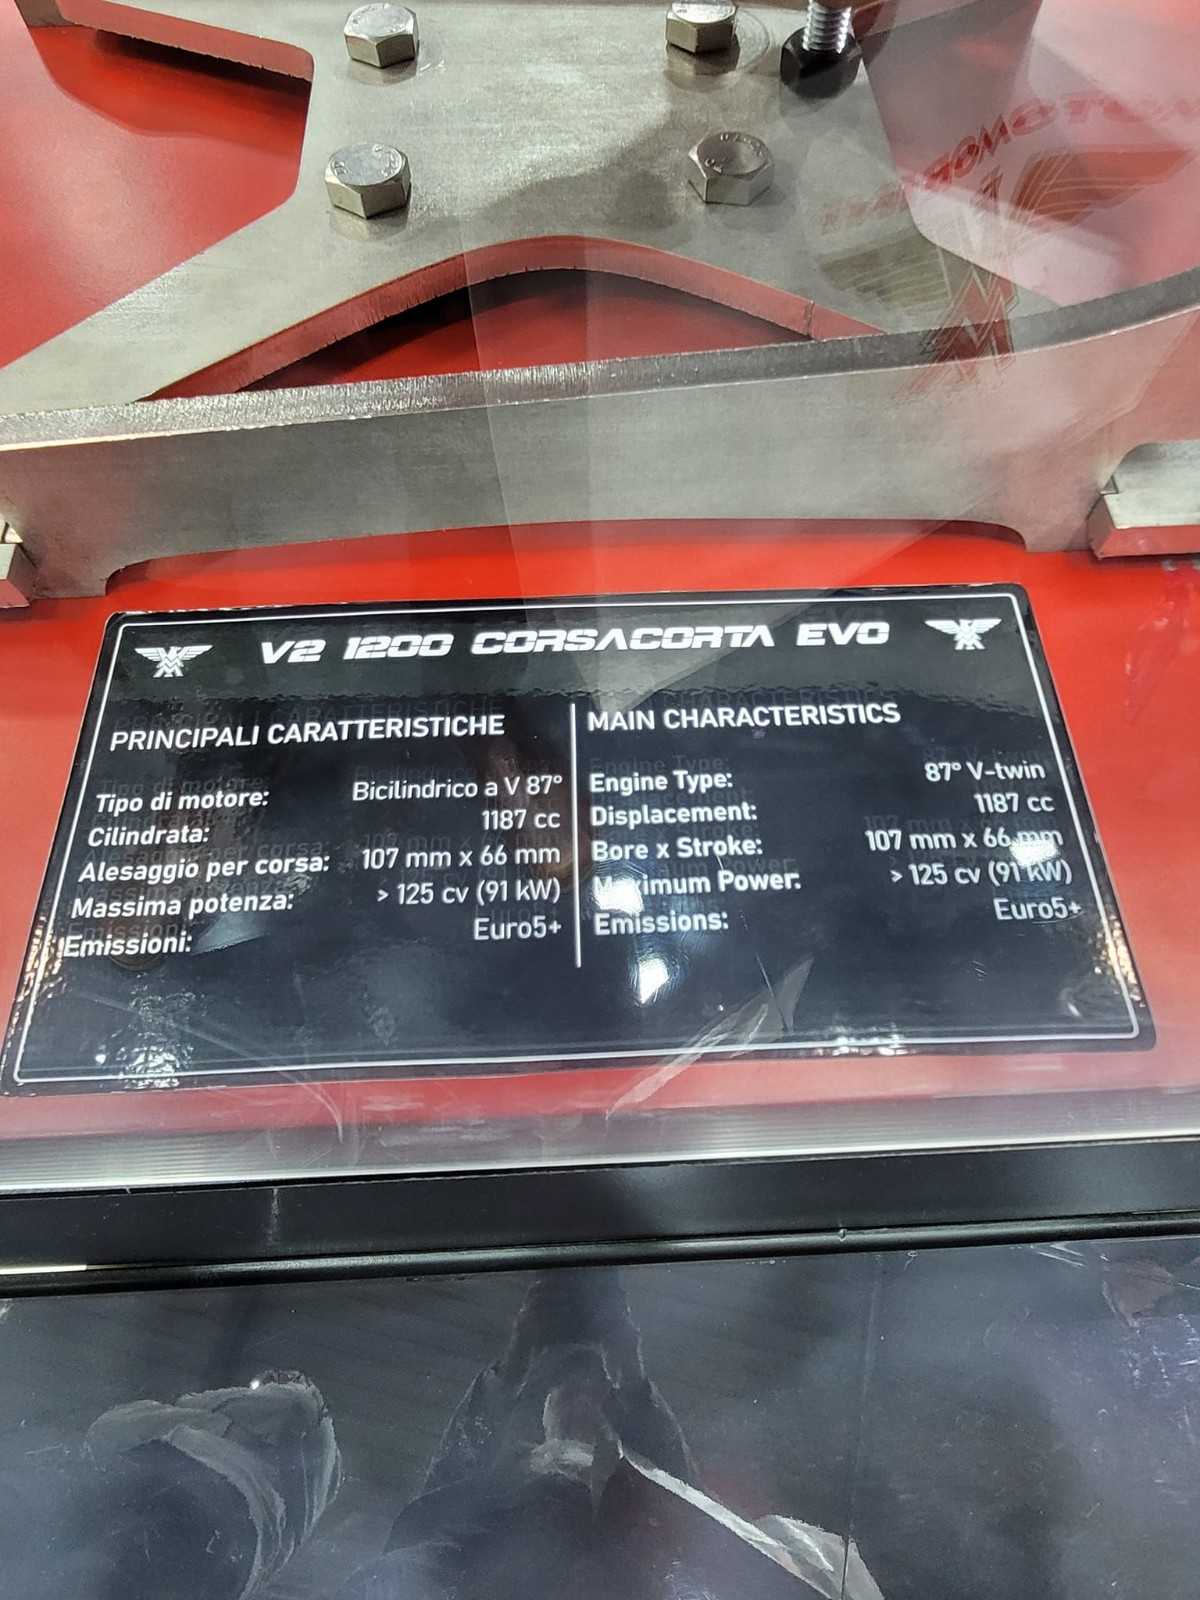 V2 1200 CORSACORTA EVO
PRINCIPALI CARATTERISTICHE
Tipo di motore: Bicilindrico a V 87°
Cilindrata: 1187 cc
Alesaggio per corsa: 107 mm x 66 mm
Massima potenza: > 125 cv (91 kW)
Emissioni: Euro5+
MAIN CHARACTERISTICS
Engine Type: 87° V-twin
Displacement: 1187 cc
Bore x Stroke: 107 mm x 66 mm
Maximum Power: > 125 cv (91 kW)
Emissions: Euro5+